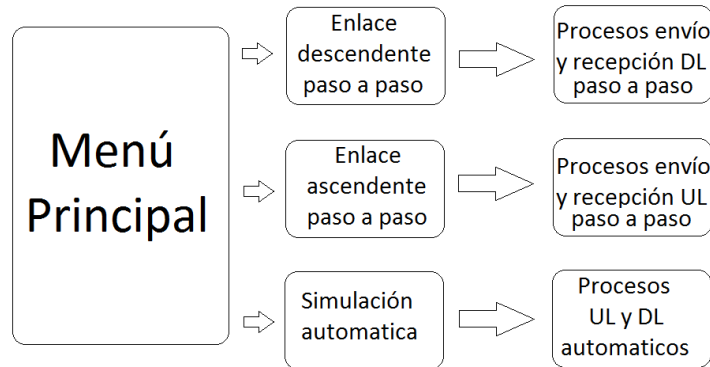 Menú
Principal
Enlace
descendente
paso a paso
Procesos envío
y recepción DL
paso a paso
Enlace
ascendente
paso a paso
Procesos envío
y recepción UL
paso a paso
Simulación
automatica
Procesos
UL y DL
automaticos